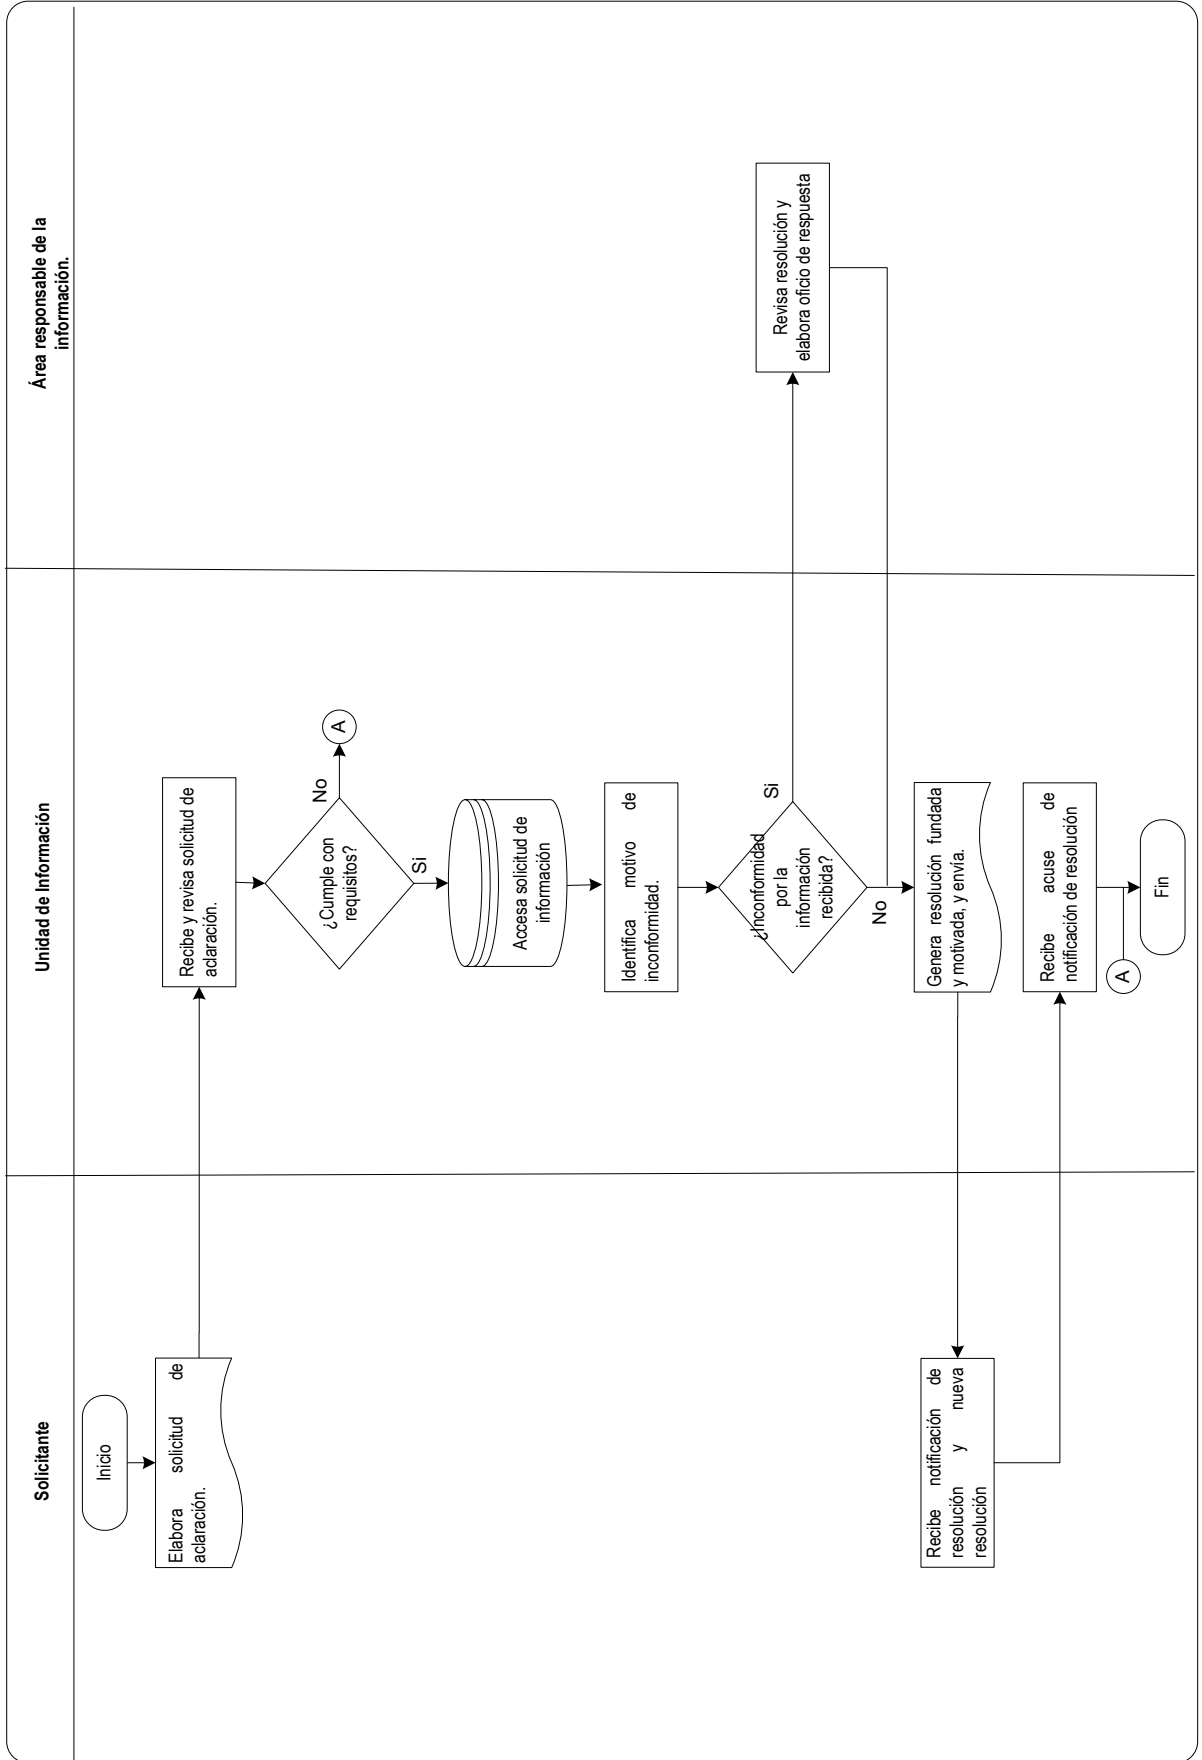 Solicitante
Unidad de Información
Área responsable de la
información.
Inicio
Elabora solicitud de
aclaración.
Recibe y revisa solicitud de
aclaración.
¿Cumple con
requisitos?
No
A
Si
Accesa solicitud de
información
Identifica motivo de
inconformidad.
¿Inconformidad
por la
información
recibida?
Si
No
Revisa resolución y
elabora oficio de respuesta
Genera resolución fundada
y motivada, y envía.
Recibe notificación de
resolución y nueva
resolución
Recibe acuse de
notificación de resolución
A
Fin